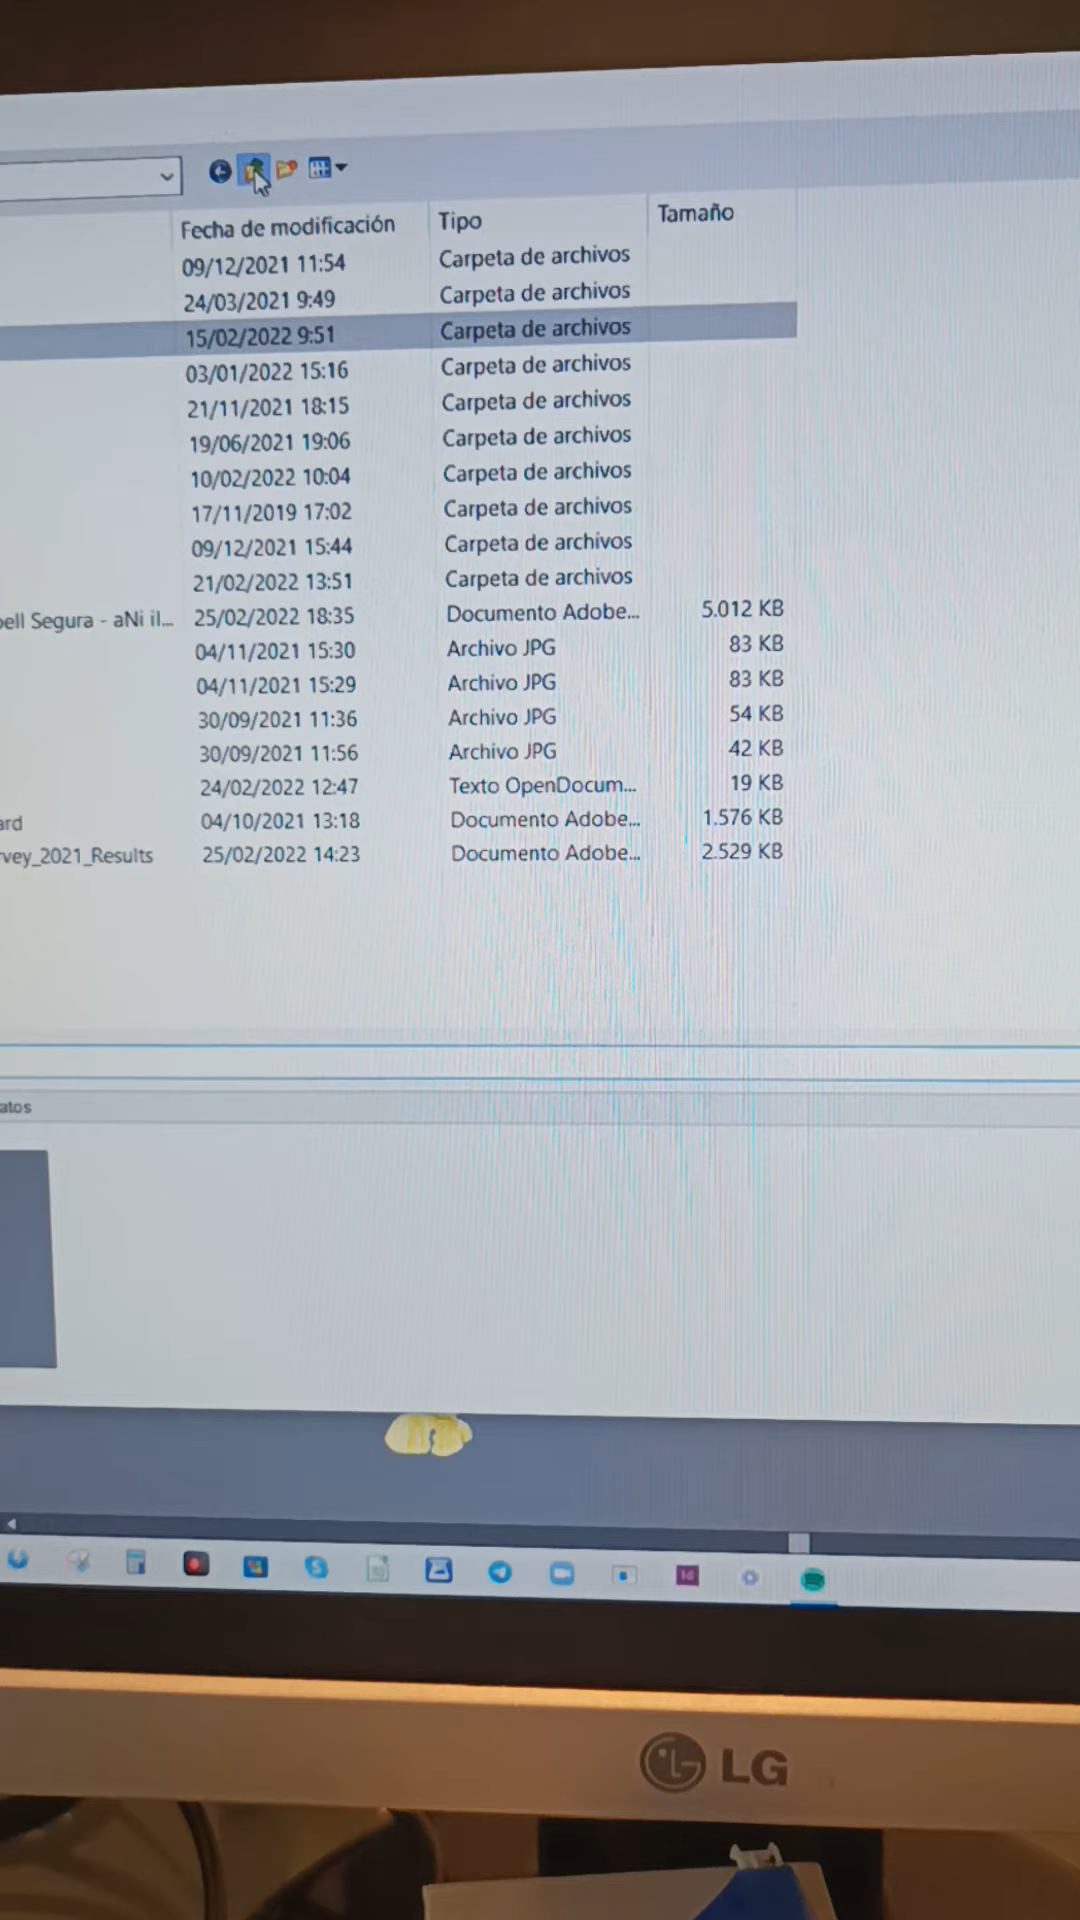 Fecha de modificación Tipo Tamaño
09/12/2021 11:54 Carpeta de archivos
24/03/2021 9:49 Carpeta de archivos
15/02/2022 9:51 Carpeta de archivos
03/01/2022 15:16 Carpeta de archivos
21/11/2021 18:15 Carpeta de archivos
19/06/2021 19:06 Carpeta de archivos
10/02/2022 10:04 Carpeta de archivos
17/11/2019 17:02 Carpeta de archivos
09/12/2021 15:44 Carpeta de archivos
21/02/2022 13:51 Carpeta de archivos
ell Segura - aNi il... 25/02/2022 18:35 Documento Adobe... 5.012 KB
04/11/2021 15:30 Archivo JPG 83 KB
04/11/2021 15:29 Archivo JPG 83 KB
30/09/2021 11:36 Archivo JPG 54 KB
30/09/2021 11:56 Archivo JPG 42 KB
24/02/2022 12:47 Texto OpenDocum... 19 KB
ard 04/10/2021 13:18 Documento Adobe... 1.576 KB
vey_2021_Results 25/02/2022 14:23 Documento Adobe... 2.529 KB
atos
Id
LG